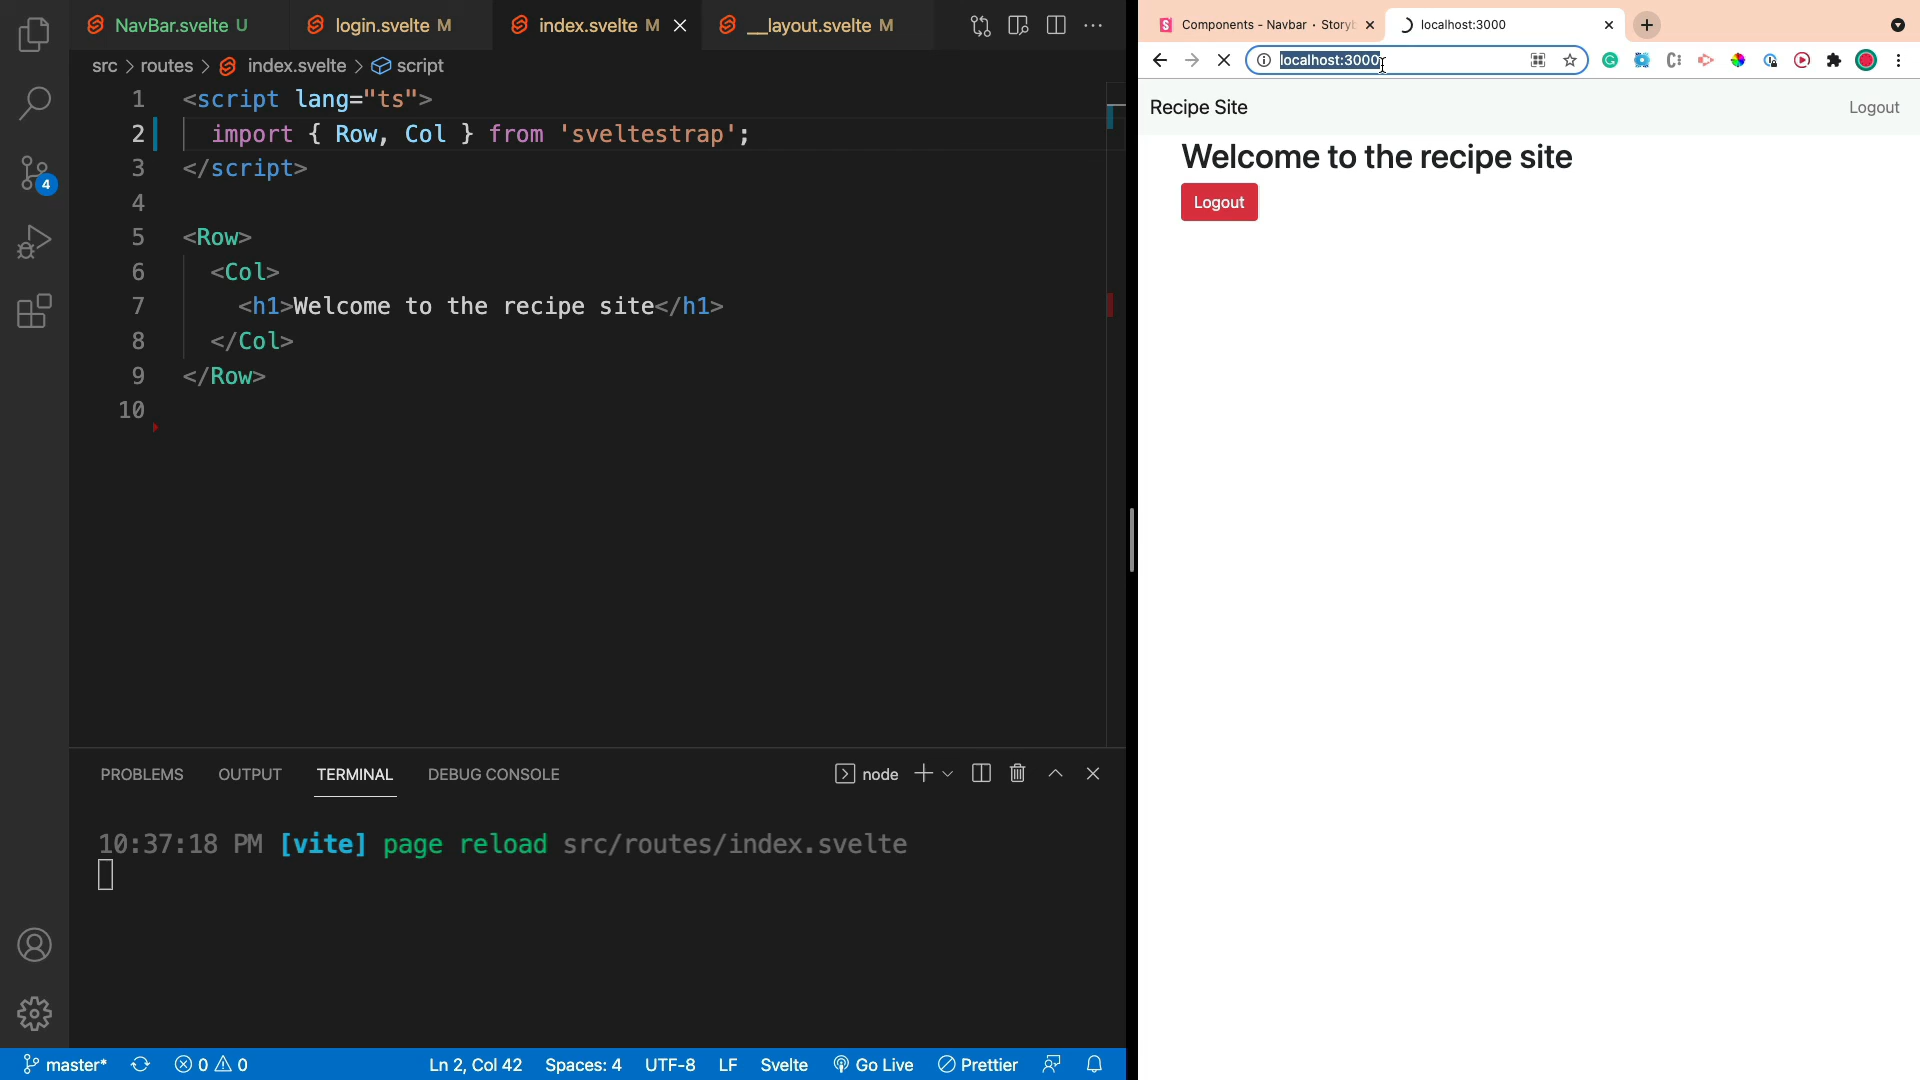 NavBar.svelte U
login.svelte M
index.svelte M
__layout.svelte M
src > routes > index.svelte > script
1 <script lang="ts">
2 import { Row, Col } from 'sveltestrap';
3 </script>
4
5 <Row>
6 <Col>
7 <h1>Welcome to the recipe site</h1>
8 </Col>
9 </Row>
10
4
PROBLEMS OUTPUT TERMINAL DEBUG CONSOLE
node
10:37:18 PM [vite] page reload src/routes/index.svelte
master* 0 0 Ln 2, Col 42 Spaces: 4 UTF-8 LF Svelte Go Live Prettier
Components - Navbar · Storyb
localhost:3000
localhost:3000
Recipe Site Logout
Welcome to the recipe site
Logout